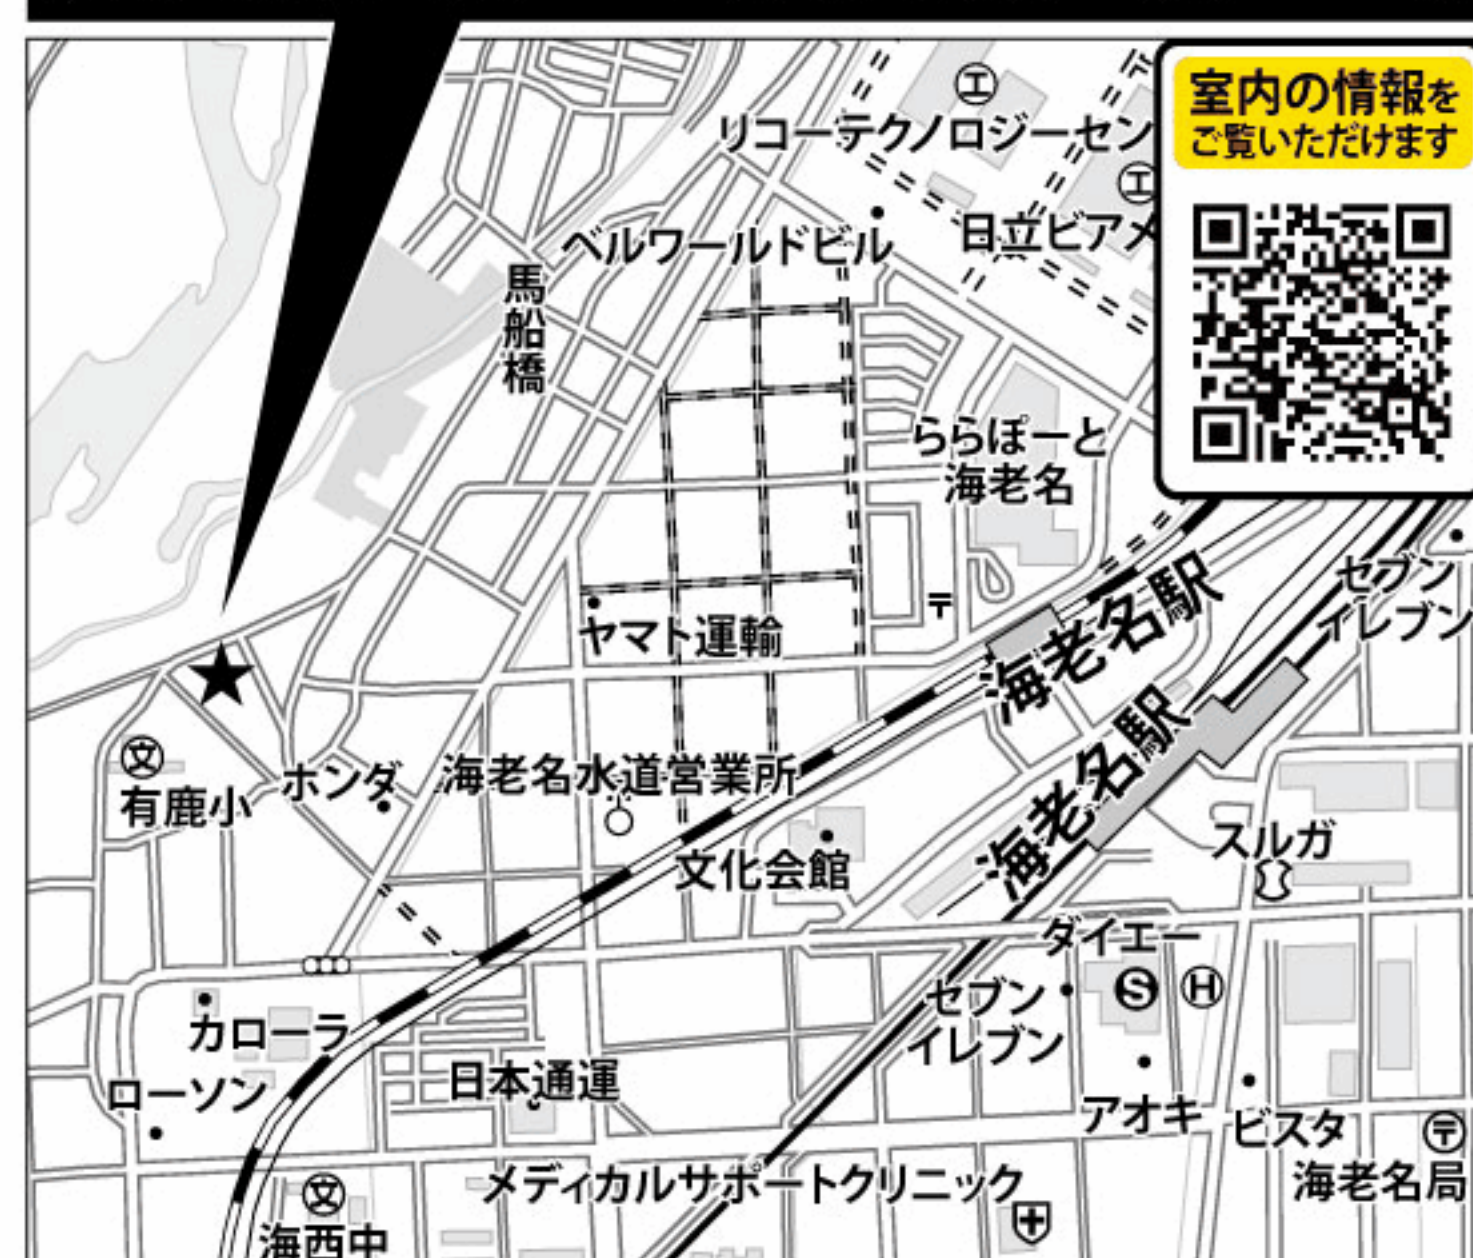 室内の情報を
ご覧いただけます
エ
リコーテクノロジーセン
エ
日立ビアメ
ベルワールドビル
馬船橋
ららぽーと
海老名
セブン
イレブン
〒
海老名駅
ヤマト運輸
海老名駅
文
有鹿小
ホンダ
海老名水道営業所
文化会館
スルガ
ダイエー
セブン
イレブン
S
H
カローラ
ローソン
日本通運
アオキ
ビスタ
〒
海老名局
メディカルサポートクリニック
文
海西中